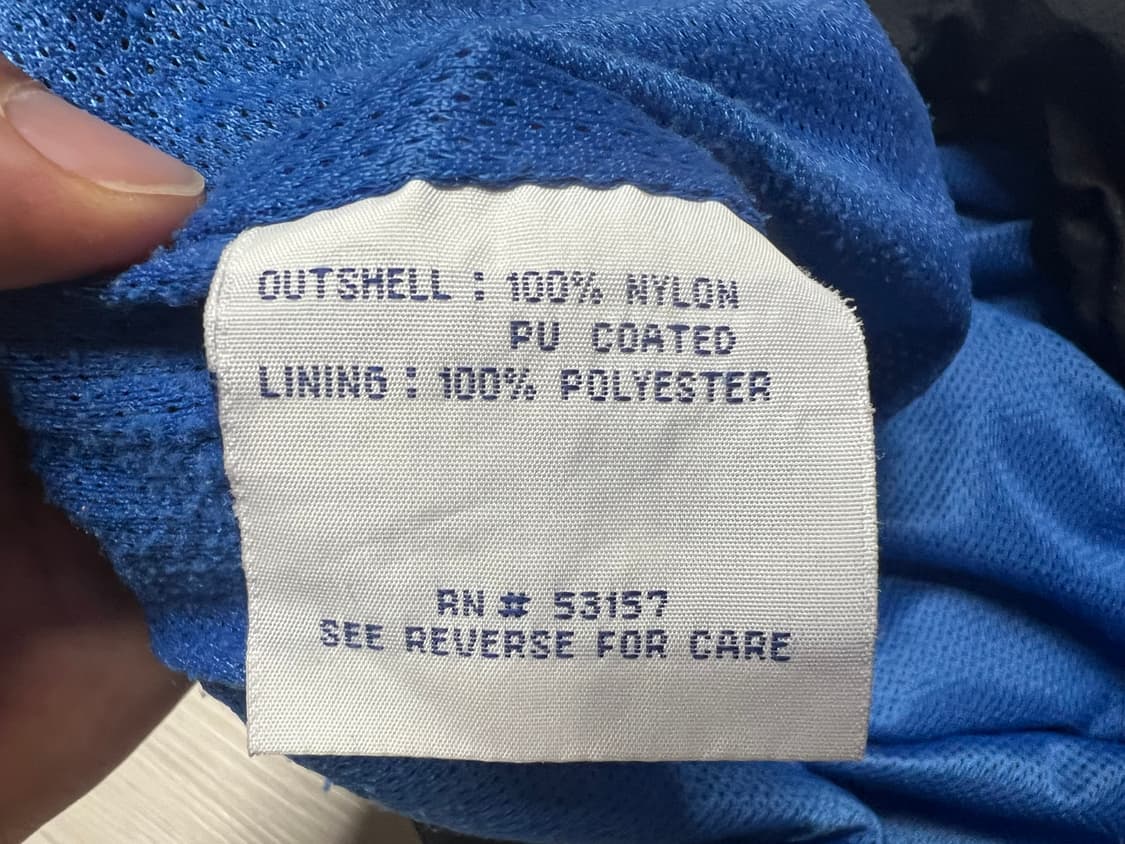 OUTSHELL : 100% NYLON
PU COATED
LINING : 100% POLYESTER
RN # 53157
SEE REVERSE FOR CARE